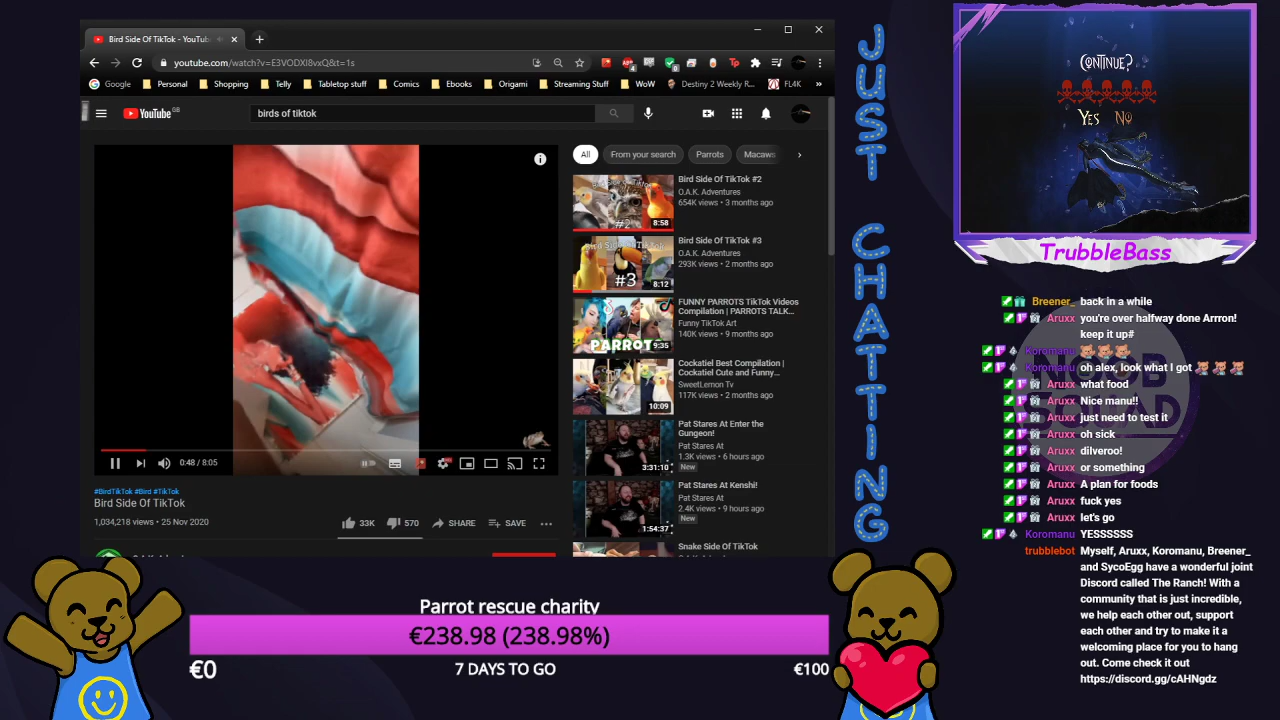 Bird Side Of TikTok - YouTub
youtube.com/watch?v=E3VODXI8vxQ&t=1s
Google Personal Shopping Telly Tabletop stuff Comics Ebooks Origami Streaming Stuff WoW Destiny 2 Weekly R... FL4K »
YouTube GB
birds of tiktok
All From your search Parrots Macaws
Bird Side Of TikTok #2
O.A.K. Adventures
654K views • 3 months ago
#2
8:58
Bird Side Of TikTok #3
O.A.K. Adventures
293K views • 2 months ago
#3
8:12
FUNNY PARROTS TikTok Videos
Compilation | PARROTS TALK...
Funny TikTok Art
140K views • 9 months ago
PARROT
9:35
Cockatiel Best Compilation |
Cockatiel Cute and Funny...
SweetLemon Tv
117K views • 2 months ago
10:09
Pat Stares At Enter the
Gungeon!
Pat Stares At
1.3K views • 6 hours ago
New
3:31:10
Pat Stares At Kenshi!
Pat Stares At
2.4K views • 9 hours ago
New
1:54:37
Snake Side Of TikTok
0:48 / 8:05
#BirdTikTok #Bird #TikTok
Bird Side Of TikTok
1,034,218 views • 25 Nov 2020
33K 570 SHARE SAVE
JUST CHATTING
CONTINUE?
YES NO
TrubbleBass
NOOB
SQUAD
Breener_ back in a while
Aruxx you're over halfway done Arrron!
keep it up#
Koromanu
Koromanu oh alex, look what I got
Aruxx what food
Aruxx Nice manu!!
Aruxx just need to test it
Aruxx oh sick
Aruxx dilveroo!
Aruxx or something
Aruxx A plan for foods
Aruxx fuck yes
Aruxx let's go
Koromanu YESSSSSS
trubblebot Myself, Aruxx, Koromanu, Breener_
and SycoEgg have a wonderful joint
Discord called The Ranch! With a
community that is just incredible,
we help each other out, support
each other and try to make it a
welcoming place for you to hang
out. Come check it out
https://discord.gg/cAHNgdz
Parrot rescue charity
€238.98 (238.98%)
€0 7 DAYS TO GO €100